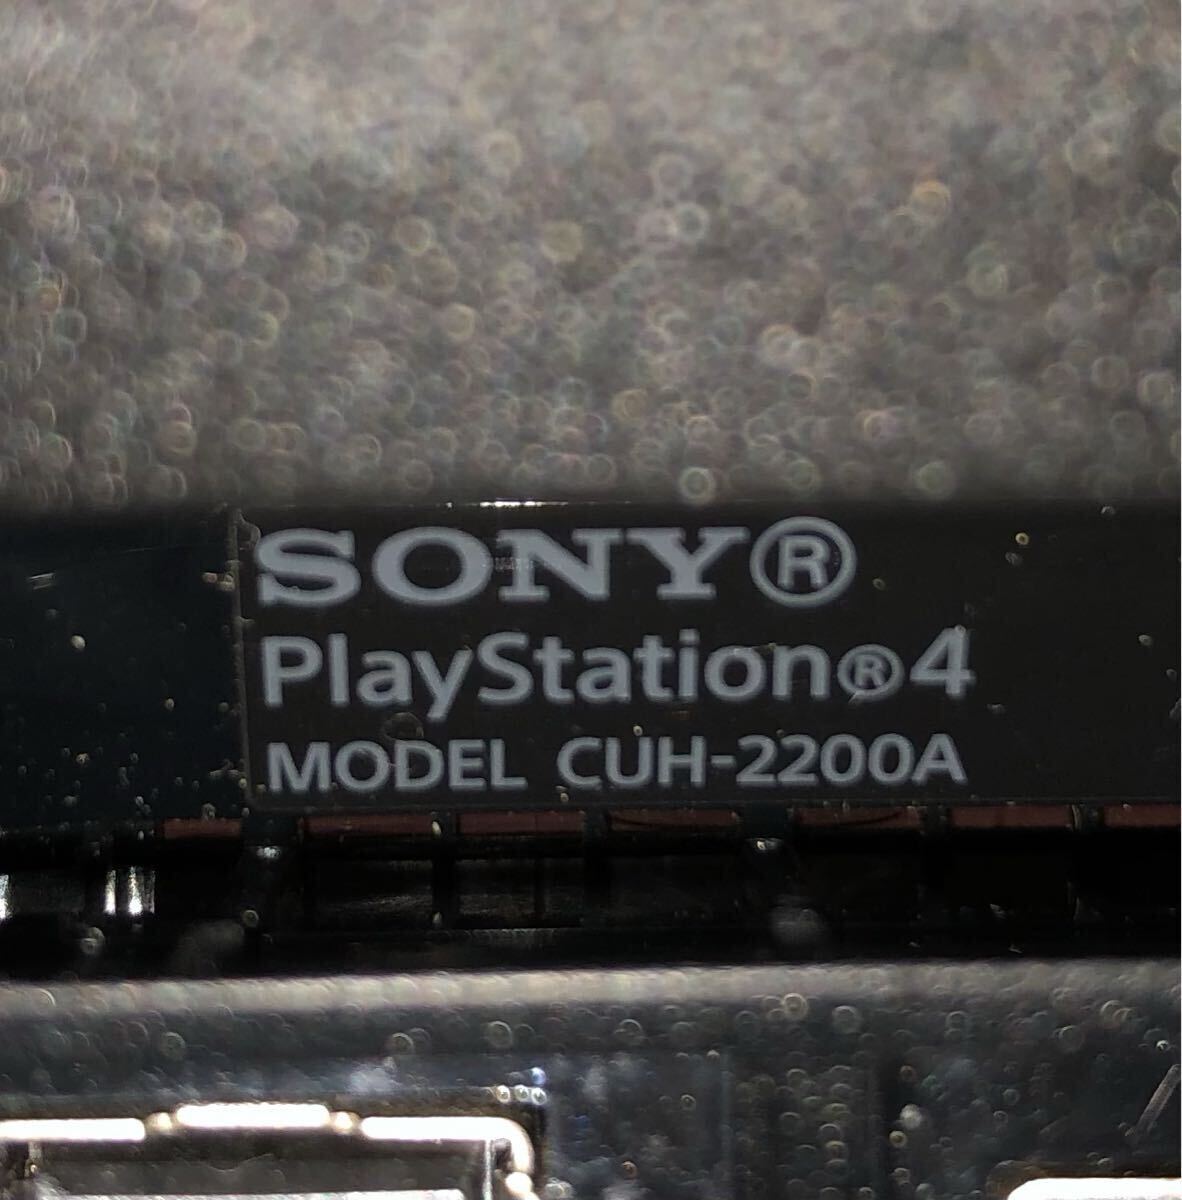 SONY®
PlayStation®4
MODEL CUH-2200A